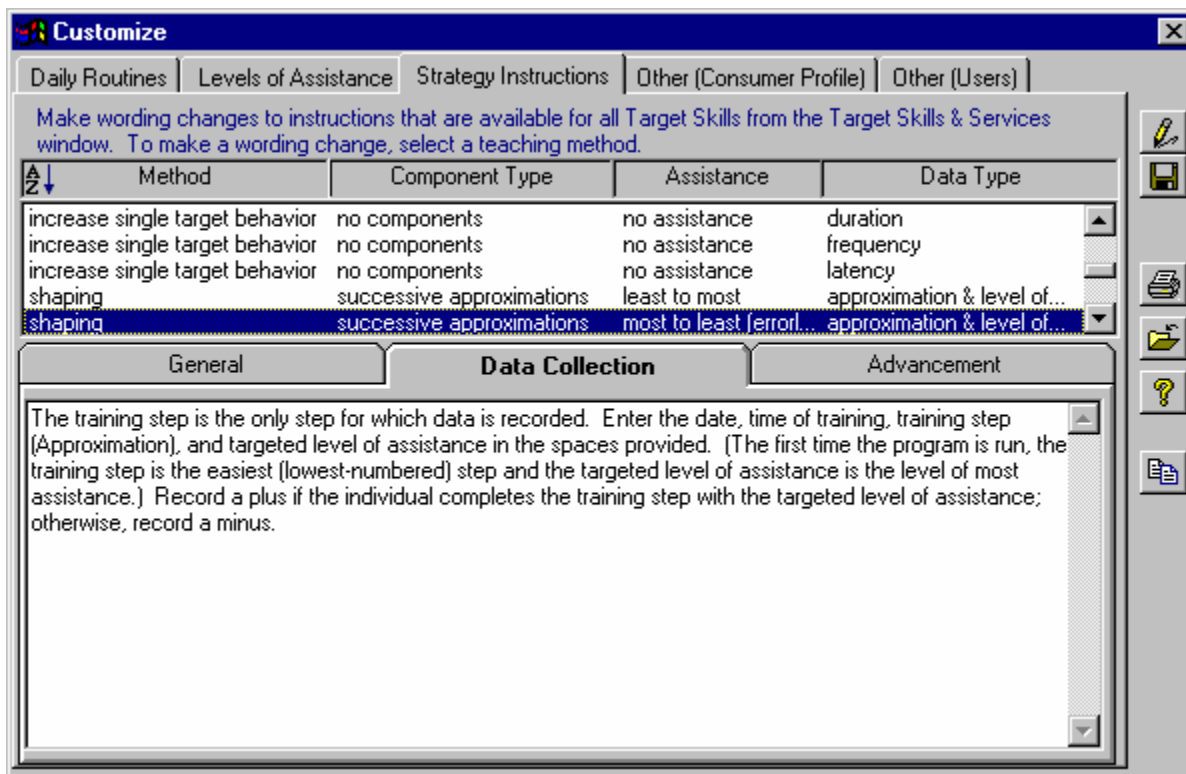 Customize
Daily Routines Levels of Assistance Strategy Instructions Other (Consumer Profile) Other (Users)
Make wording changes to instructions that are available for all Target Skills from the Target Skills & Services
window. To make a wording change, select a teaching method.
AZ Method Component Type Assistance Data Type
increase single target behavior no components no assistance duration
increase single target behavior no components no assistance frequency
increase single target behavior no components no assistance latency
shaping successive approximations least to most approximation & level of...
shaping successive approximations most to least (errorl... approximation & level of...
General Data Collection Advancement
The training step is the only step for which data is recorded. Enter the date, time of training, training step
(Approximation), and targeted level of assistance in the spaces provided. (The first time the program is run, the
training step is the easiest (lowest-numbered) step and the targeted level of assistance is the level of most
assistance.) Record a plus if the individual completes the training step with the targeted level of assistance;
otherwise, record a minus.